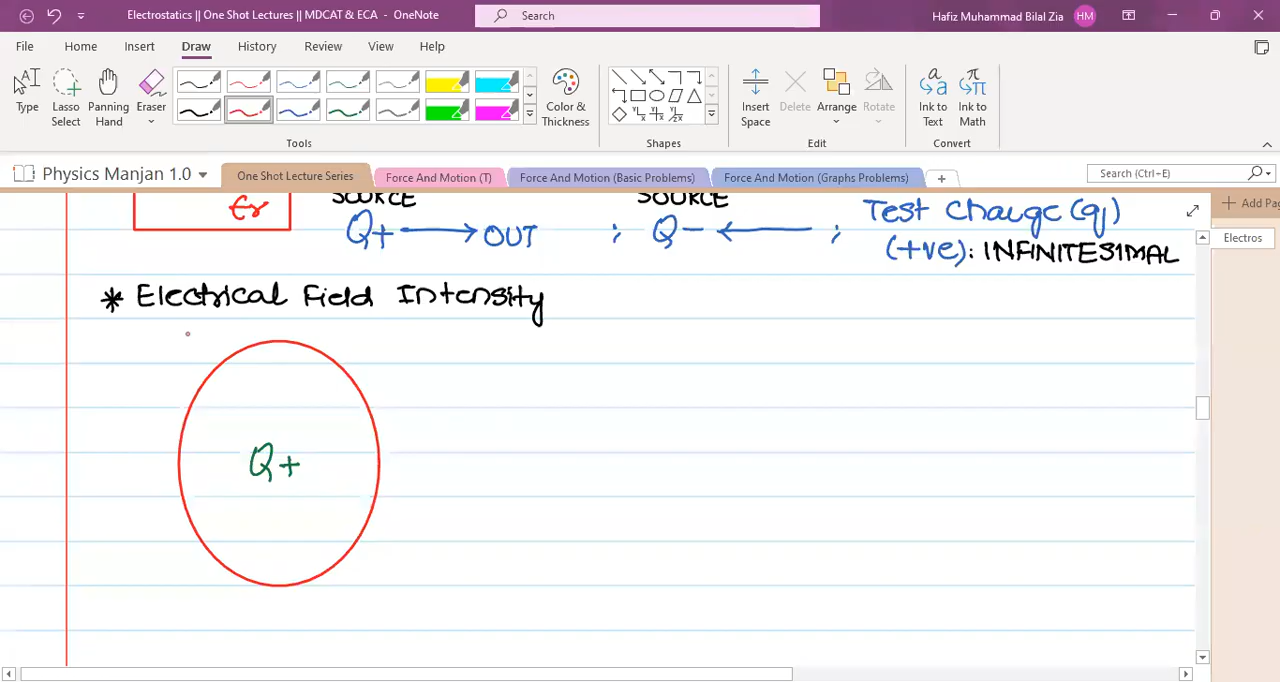 Electrostatics || One Shot Lectures || MDCAT & ECA - OneNote
Search
Hafiz Muhammad Bilal Zia HM
File Home Insert Draw History Review View Help
Type
Lasso Select
Panning Hand
Eraser
Color & Thickness
Insert Space
Delete
Arrange
Rotate
Ink to Text
Ink to Math
Tools
Shapes
Edit
Convert
Physics Manjan 1.0
One Shot Lecture Series
Force And Motion (T)
Force And Motion (Basic Problems)
Force And Motion (Graphs Problems)
Search (Ctrl+E)
Add Pag
Electros
SOURCE SOURCE
Єr Q+ → OUT ; Q- ← ; Test Charge (q)
(+ve): INFINITESIMAL
* Electrical Field Intensity
Q+